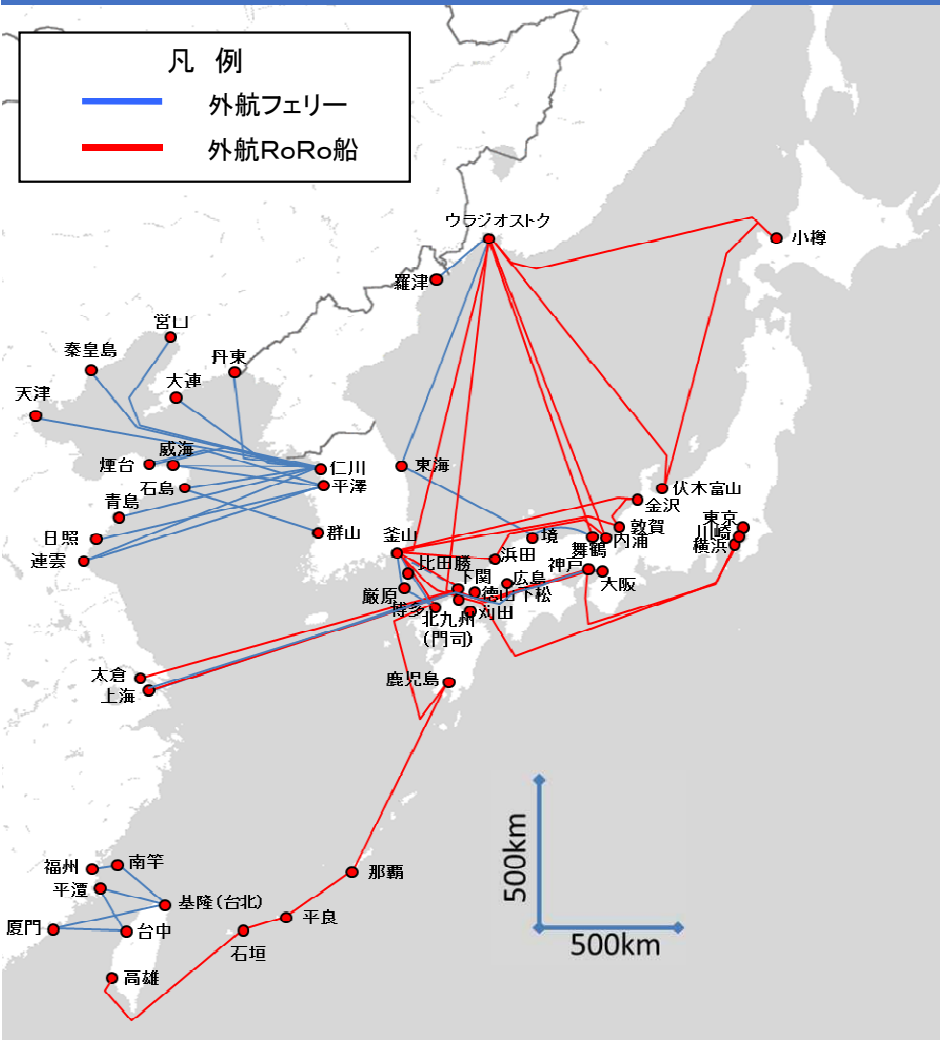 凡 例
外航フェリー
外航RoRo船
ウラジオストク
小樽
羅津
営口
秦皇島
丹東
大連
天津
威海
煙台
仁川
東海
石島
平澤
伏木富山
金沢
青島
群山
釜山
敦賀
東京
日照
境
川崎
内浦
舞鶴
横浜
連雲
浜田
比田勝
神戸
下関
広島
大阪
厳原
徳山下松
博多
刈田
北九州
(門司)
太倉
鹿児島
上海
500km
500km
福州
南竿
那覇
平潭
基隆(台北)
平良
厦門
台中
石垣
高雄